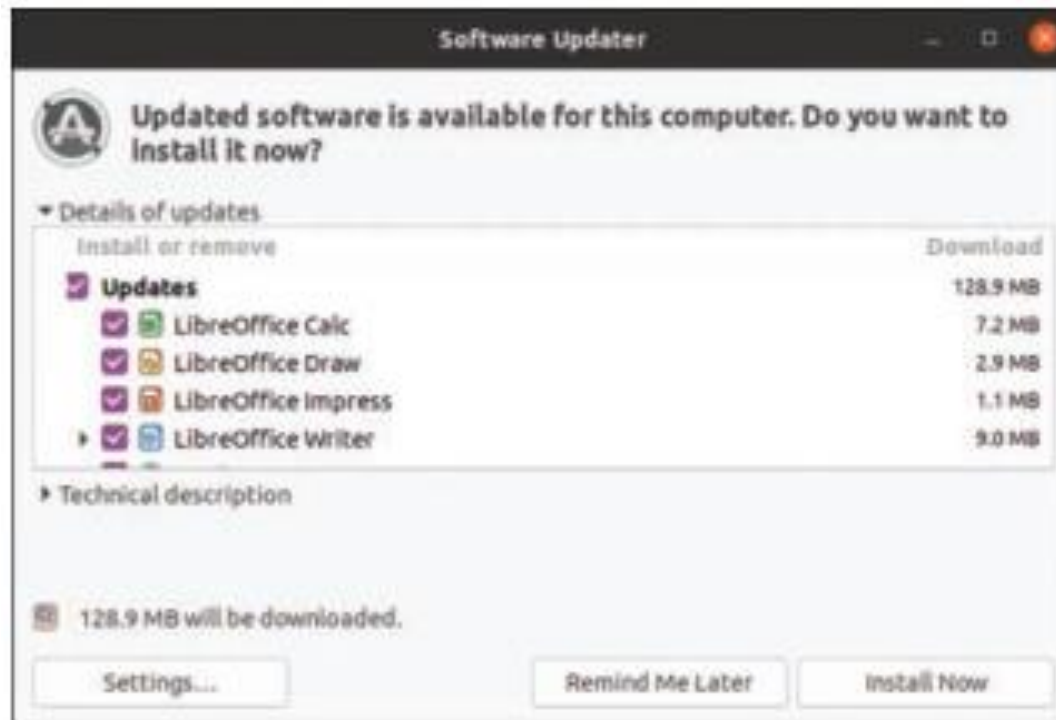 Software Updater
Updated software is available for this computer. Do you want to
install it now?
Details of updates
Install or remove Download
Updates 128.9 MB
LibreOffice Calc 7.2 MB
LibreOffice Draw 2.9 MB
LibreOffice Impress 1.1 MB
LibreOffice Writer 9.0 MB
Technical description
128.9 MB will be downloaded.
Settings...
Remind Me Later
Install Now